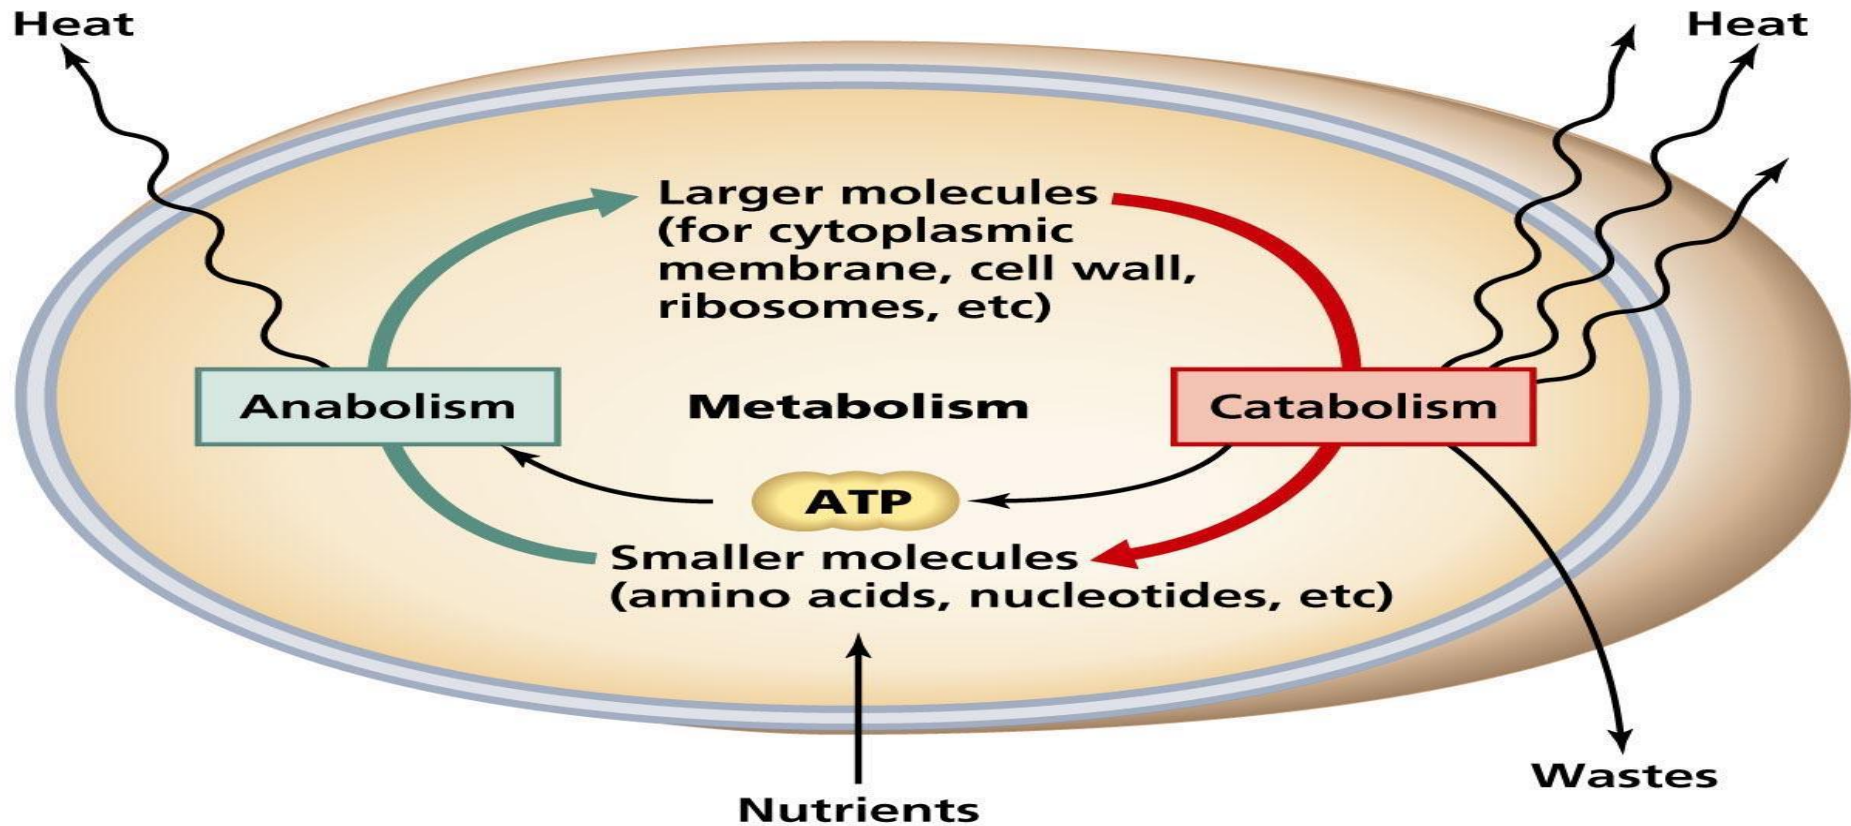 Heat
Heat
Larger molecules
(for cytoplasmic
membrane, cell wall,
ribosomes, etc)
Anabolism
Metabolism
Catabolism
ATP
Smaller molecules
(amino acids, nucleotides, etc)
Wastes
Nutrients